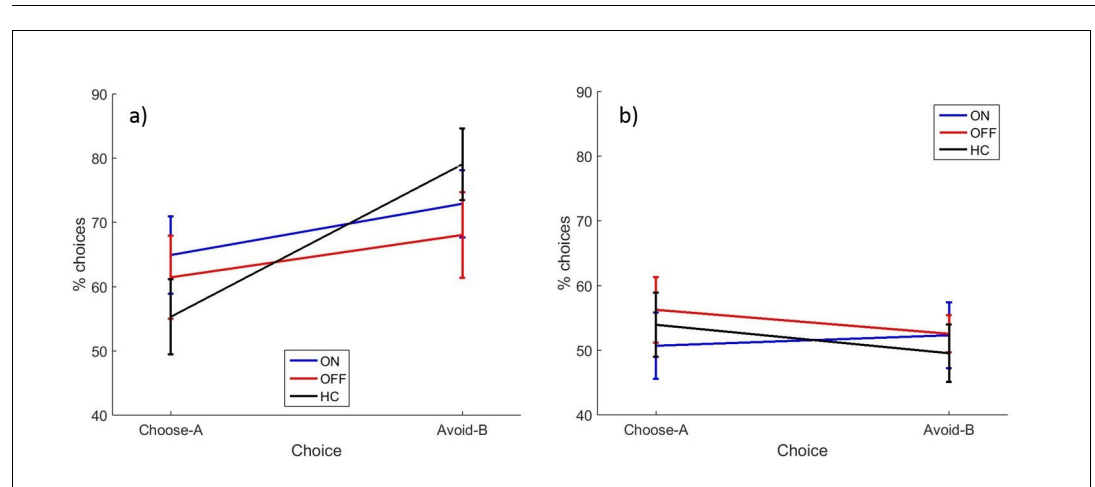 a)
90
80
70
60
50
40
% choices
Choose-A
Avoid-B
Choice
ON
OFF
HC
b)
90
80
70
60
50
40
% choices
Choose-A
Avoid-B
Choice
ON
OFF
HC